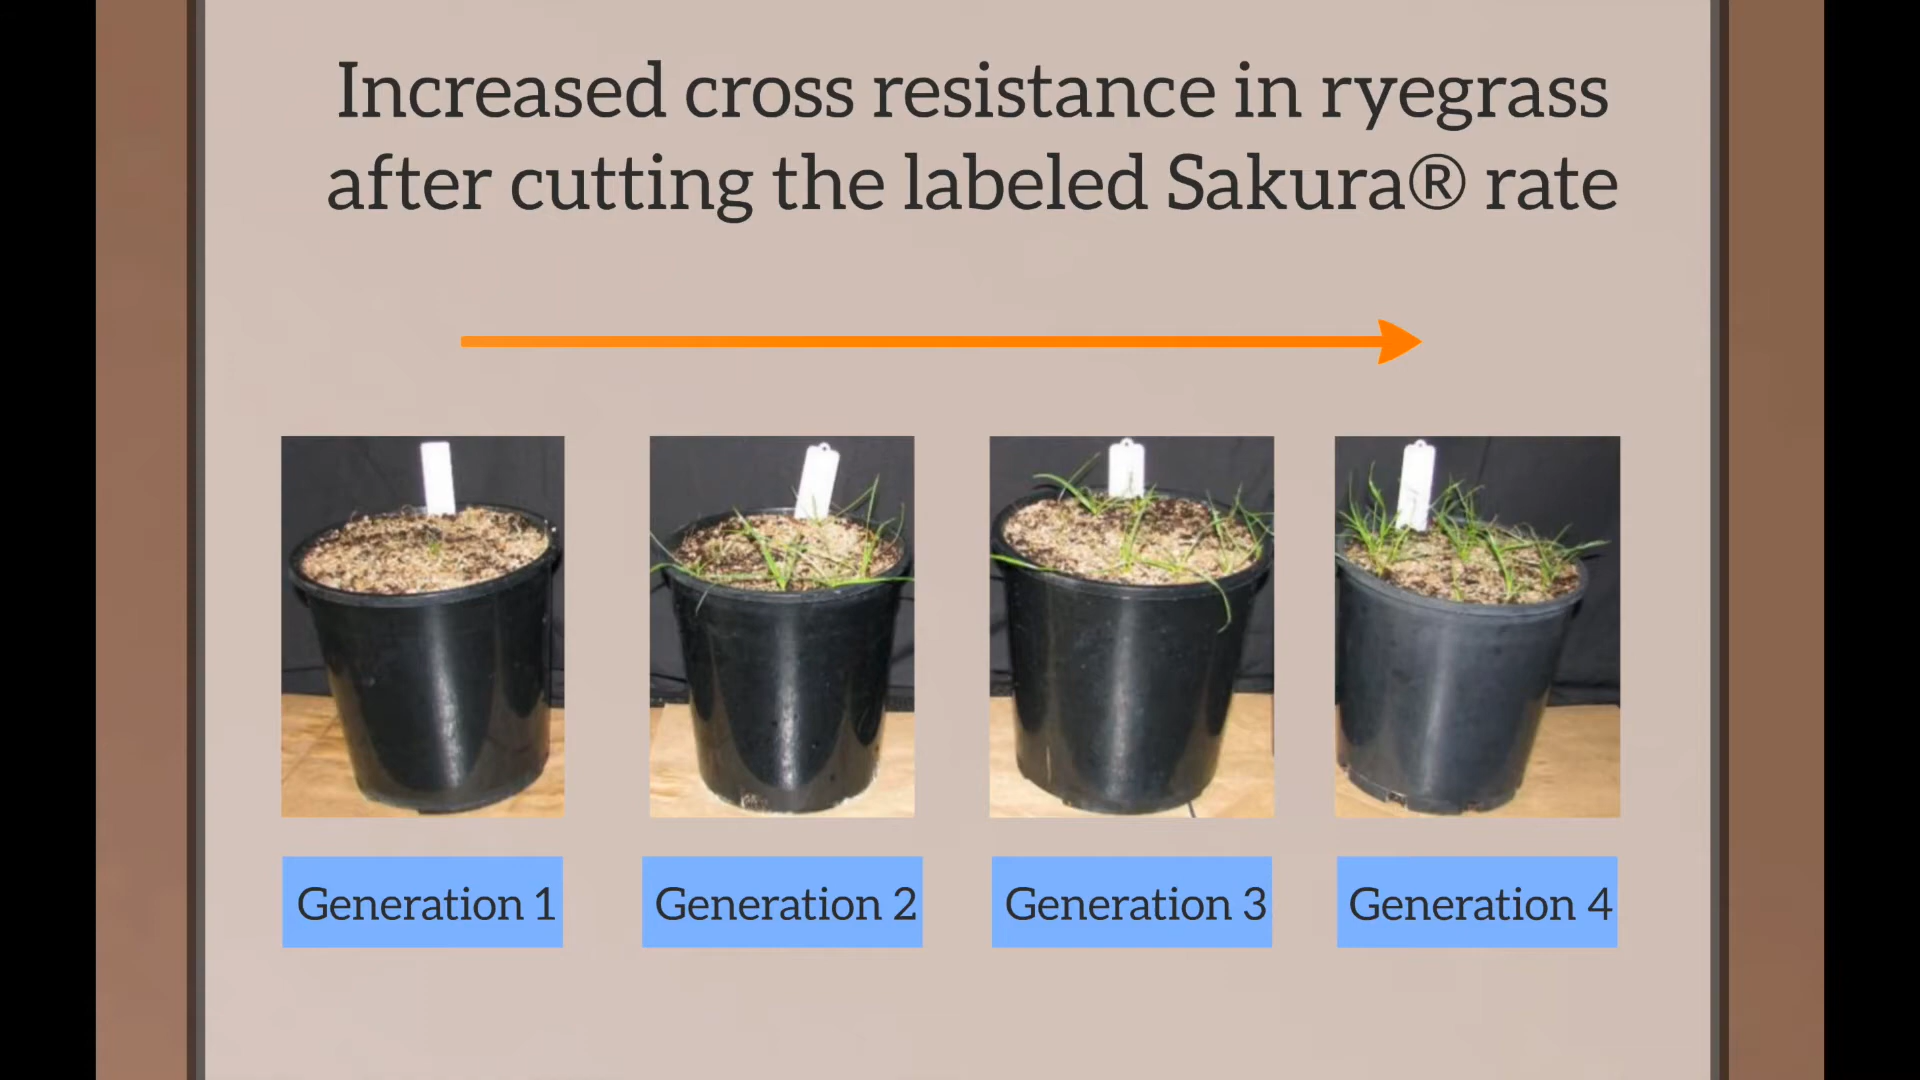 Increased cross resistance in ryegrass
after cutting the labeled Sakura® rate
Generation 1
Generation 2
Generation 3
Generation 4